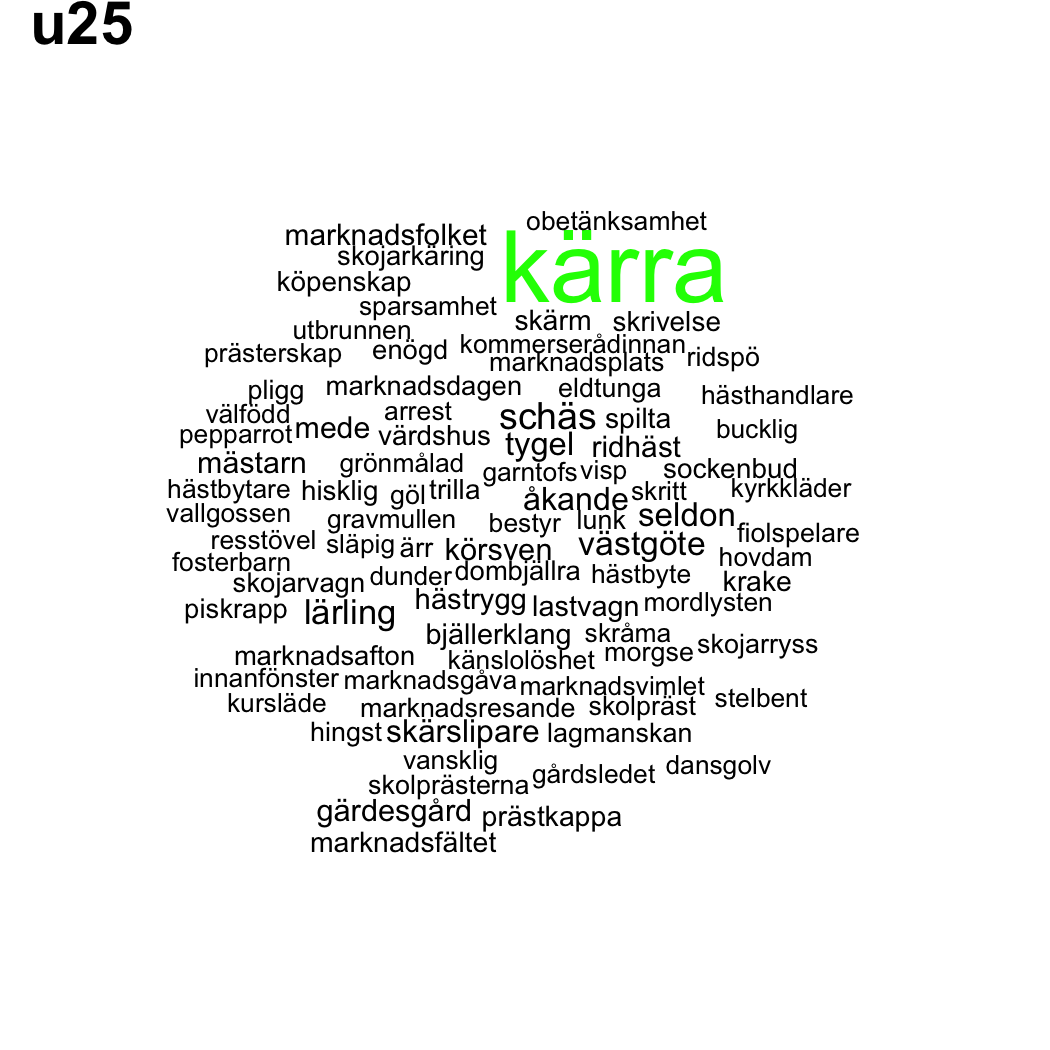 u25
obetänksamhet
marknadsfolket
kärra
skojarkäring
köpenskap
sparsamhet
skärm skrivelse
utbrunnen
kommerserådinnan
prästerskap enögd
marknadsplats ridspö
pligg marknadsdagen eldtunga hästhandlare
välfödd arrest schäs spilta
pepparrot mede värdshus bucklig
tygel ridhäst
mästarn grönmålad garntofs visp sockenbud
hästbytare hisklig göl trilla åkande skritt kyrkkläder
vallgossen gravmullen bestyr lunk seldon
fiolspelare
resstövel släpig ärr körsven västgöte
hovdam
fosterbarn
skojarvagn dunder dombjällra hästbyte krake
piskrapp lärling hästrygg lastvagn mordlysten
bjällerklang skråma skojarryss
marknadsafton känslolöshet morgse
innanfönster marknadsgåva marknadsvimlet
kursläde marknadsresande skolpräst stelbent
hingst skärslipare lagmanskan
vansklig
gårdsledet dansgolv
skolprästerna
gärdesgård prästkappa
marknadsfältet